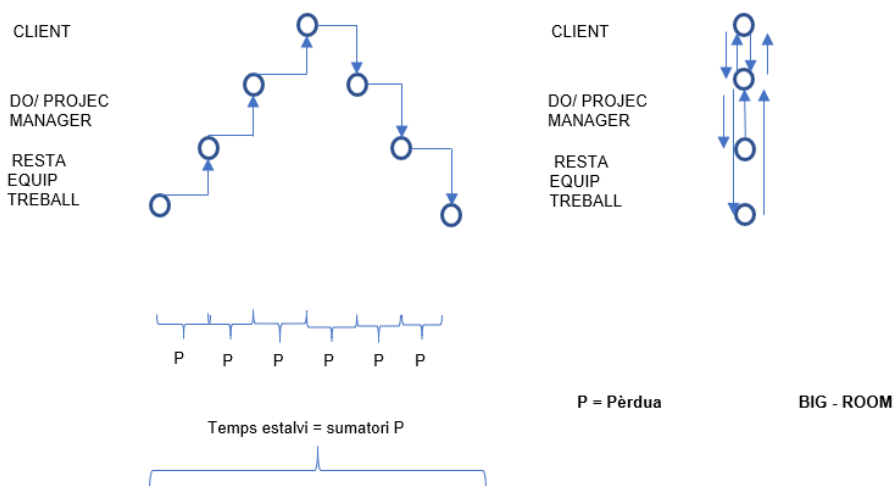 CLIENT
DO/ PROJEC
MANAGER
RESTA
EQUIP
TREBALL
CLIENT
DO/ PROJEC
MANAGER
RESTA
EQUIP
TREBALL
P P P P P P
P = Pèrdua
BIG - ROOM
Temps estalvi = sumatori P